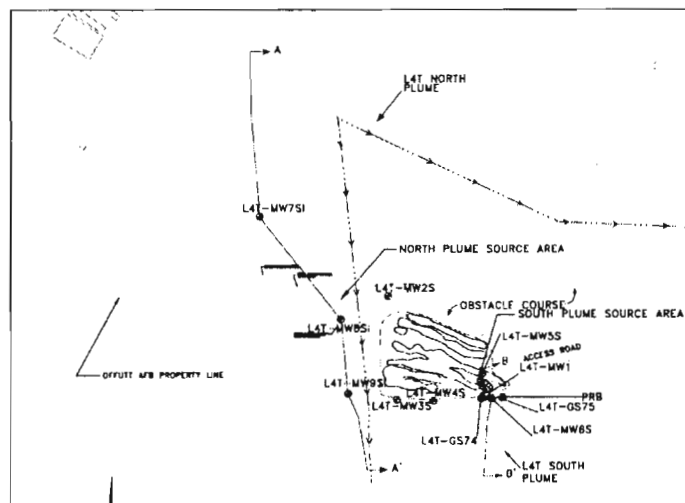 A
L4T NORTH
PLUME
L4T-MW7SI
NORTH PLUME SOURCE AREA
L4T-MW2S
OBSTACLE COURSE
SOUTH PLUME SOURCE AREA
L4T-MW8SI
L4T-MW5S
B
ACCESS ROAD
L4T-MW1
OFFUTT AFB PROPERTY LINE
L4T-MW9SI
L4T-MW4S
L4T-MW3S
PRB
L4T-GS75
L4T-MW6S
L4T-GS74
A'
B'
L4T SOUTH
PLUME